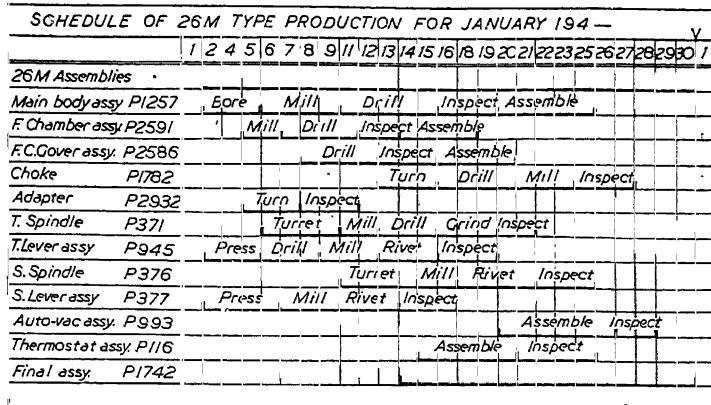 SCHEDULE OF 26M TYPE PRODUCTION FOR JANUARY 194—
1 2 4 5 6 7 8 9 11 12 13 14 15 16 18 19 20 21 22 23 25 26 27 28 29 30 1
26M Assemblies
Main body assy P1257 Bore Mill Drill Inspect Assemble
F. Chamber assy. P2591 Mill Drill Inspect Assemble
F.C.Cover assy. P2586 Drill Inspect Assemble
Choke P1782 Turn Drill Mill Inspect
Adapter P2932 Turn Inspect
T. Spindle P371 Turret Mill Drill Grind Inspect
T.Lever assy P945 Press Drill Mill Rivet Inspect
S.Spindle P376 Turret Mill Rivet Inspect
S.Lever assy P377 Press Mill Rivet Inspect
Auto-vac assy. P993 Assemble Inspect
Thermostat assy. P116 Assemble Inspect
Final assy. P1742